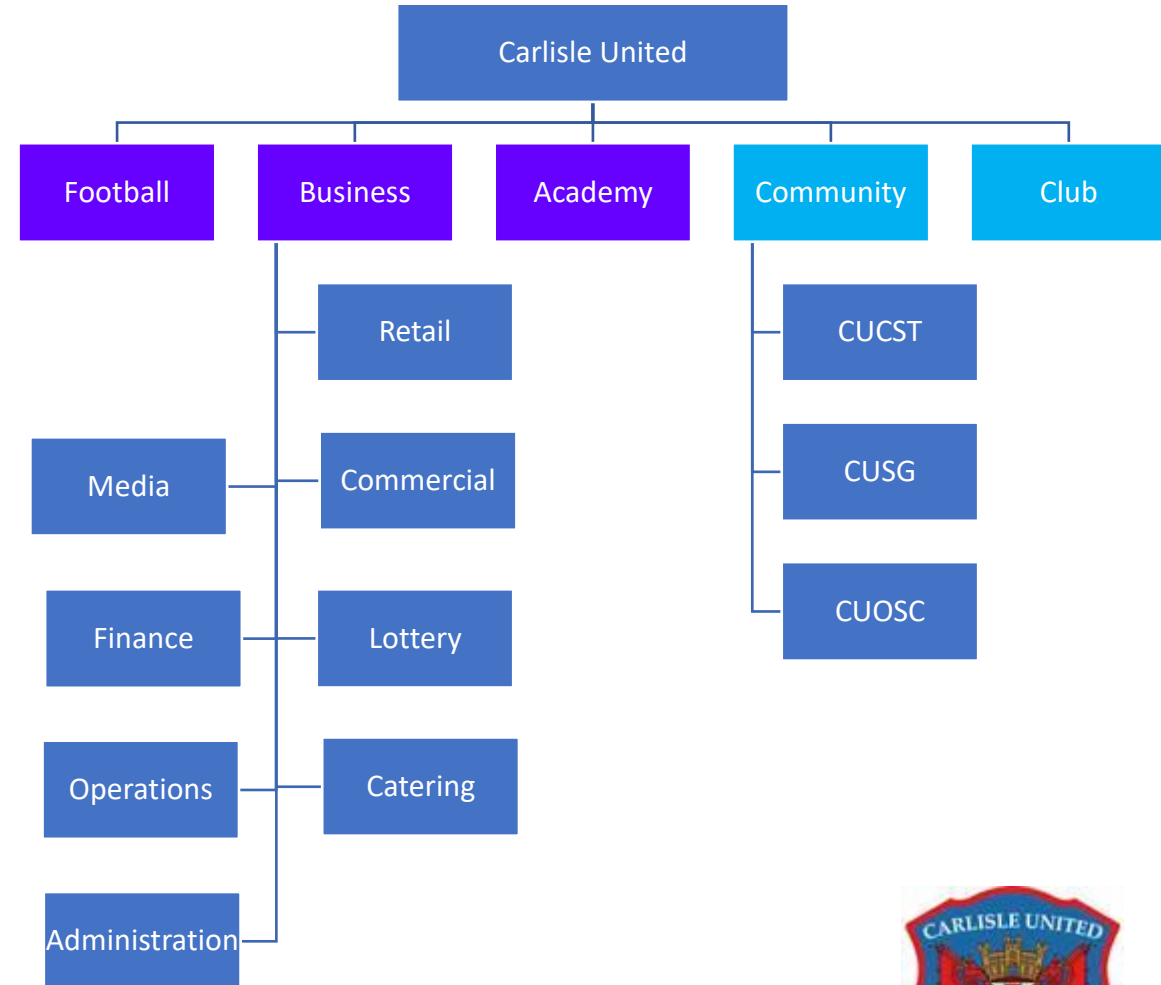 Carlisle United
Football
Business
Academy
Community
Club
Retail
CUCST
Media
Commercial
CUSG
Finance
Lottery
CUOSC
Operations
Catering
Administration
CARLISLE UNITED